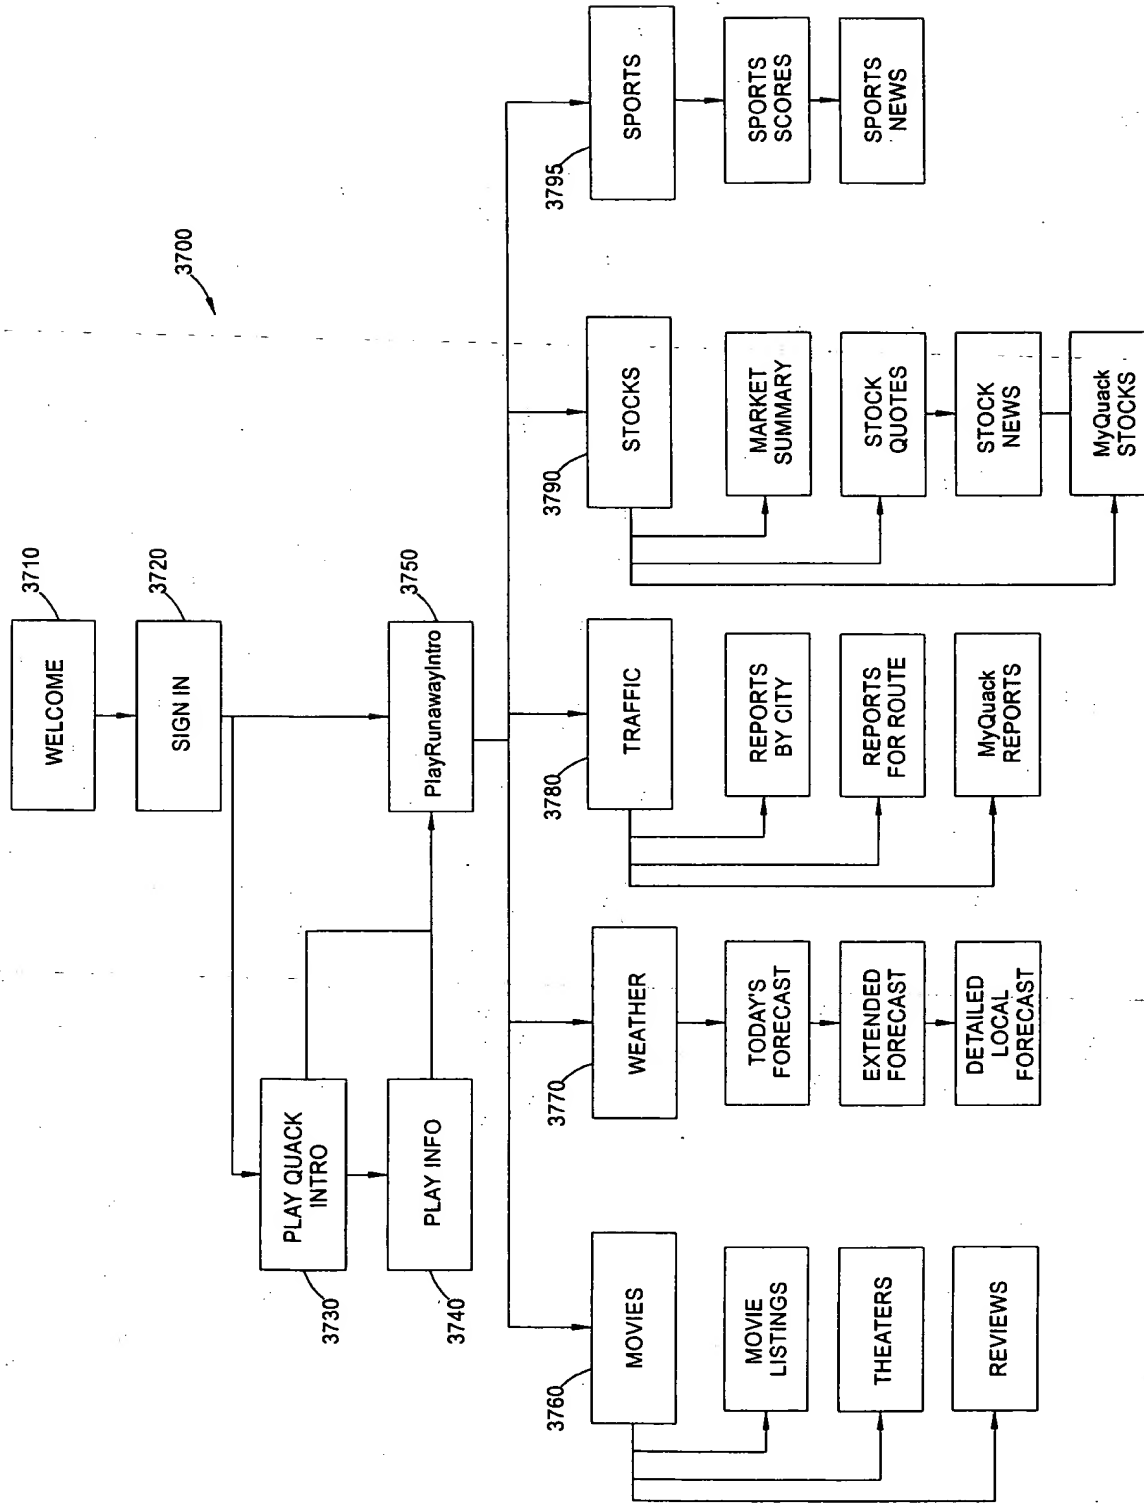 3700
WELCOME
3710
SIGN IN
3720
PLAY QUACK
INTRO
3730
PLAY INFO
3740
PlayRunawayIntro
3750
MOVIES
3760
MOVIE
LISTINGS
THEATERS
REVIEWS
WEATHER
3770
TODAY'S
FORECAST
EXTENDED
FORECAST
DETAILED
LOCAL
FORECAST
TRAFFIC
3780
REPORTS
BY CITY
REPORTS
FOR ROUTE
MyQuack
REPORTS
STOCKS
3790
MARKET
SUMMARY
STOCK
QUOTES
STOCK
NEWS
MyQuack
STOCKS
SPORTS
3795
SPORTS
SCORES
SPORTS
NEWS